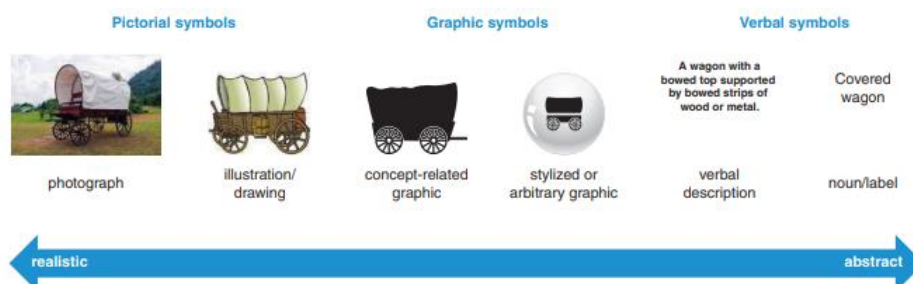 Pictorial symbols
Graphic symbols
Verbal symbols
A wagon with a
bowed top supported
by bowed strips of
wood or metal.
Covered
wagon
photograph
illustration/
drawing
concept-related
graphic
stylized or
arbitrary graphic
verbal
description
noun/label
realistic
abstract